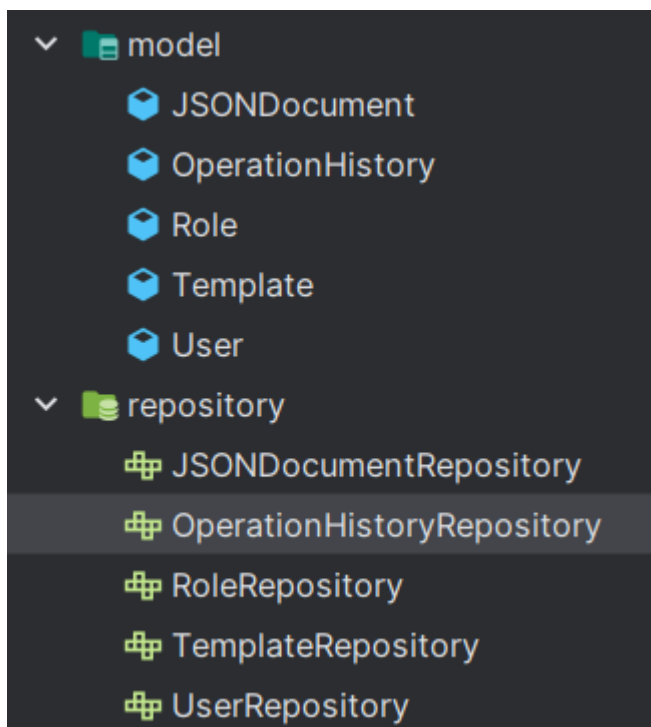 model
JSONDocument
OperationHistory
Role
Template
User
repository
JSONDocumentRepository
OperationHistoryRepository
RoleRepository
TemplateRepository
UserRepository